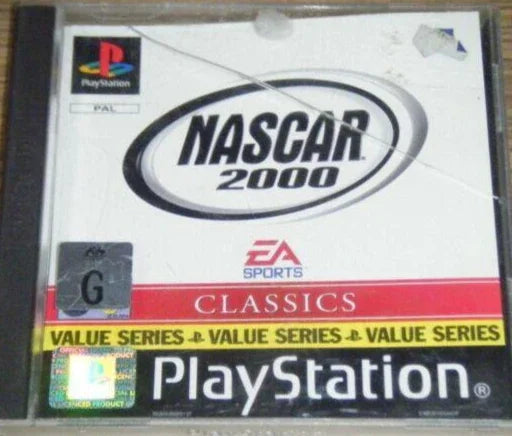 PlayStation
PAL
NASCAR
2000
EA
SPORTS
G
CLASSICS
VALUE SERIES VALUE SERIES VALUE SERIES
PlayStation®